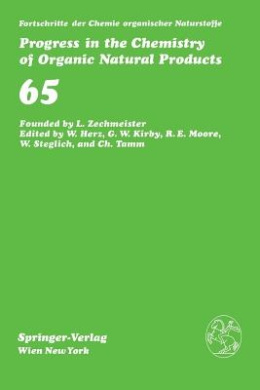 Fortschritte der Chemie organischer Naturstoffe
Progress in the Chemistry
of Organic Natural Products
65
Founded by L. Zechmeister
Edited by W. Herz, G. W. Kirby, R. E. Moore,
W. Steglich, and Ch. Tamm
Springer-Verlag
Wien New York